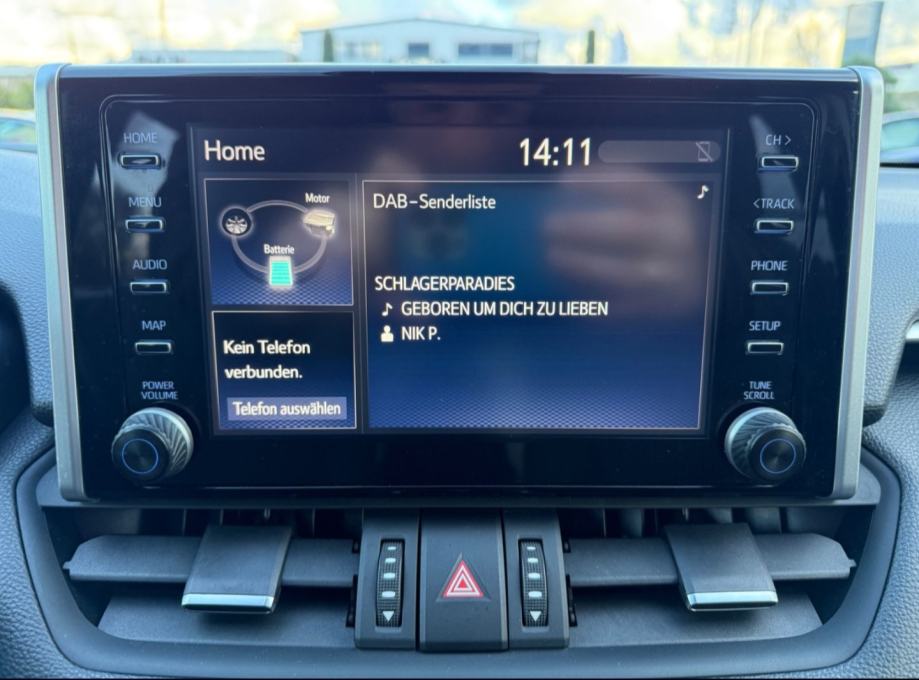 HOME
MENU
AUDIO
MAP
POWER
VOLUME
Home
14:11
Motor
Batterie
Kein Telefon
verbunden.
Telefon auswählen
DAB-Senderliste
SCHLAGERPARADIES
GEBOREN UM DICH ZU LIEBEN
NIK P.
CH >
< TRACK
PHONE
SETUP
TUNE
SCROLL